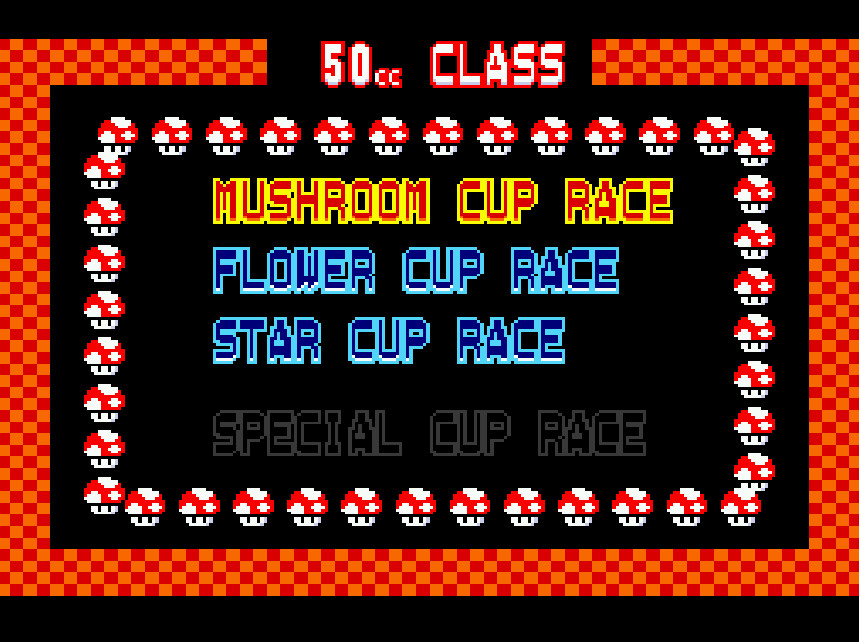 50cc CLASS
MUSHROOM CUP RACE
FLOWER CUP RACE
STAR CUP RACE
SPECIAL CUP RACE